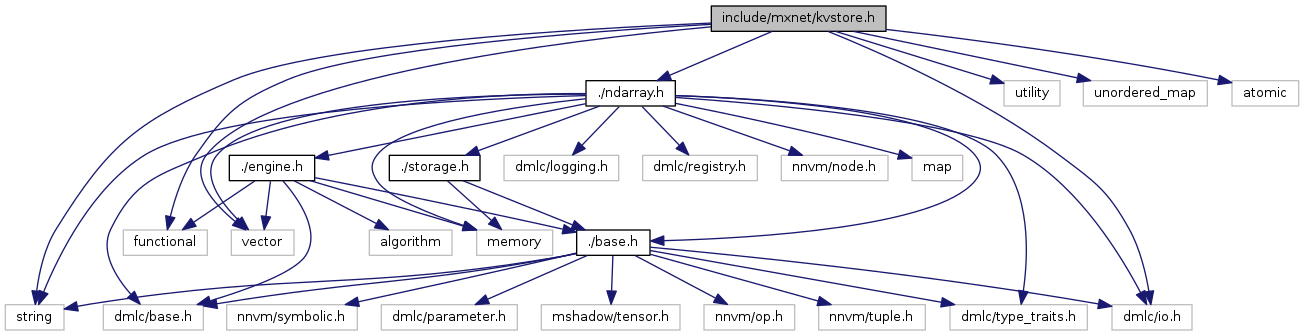 include/mxnet/kvstore.h
./ndarray.h
utility
unordered_map
atomic
./engine.h
./storage.h
dmlc/logging.h
dmlc/registry.h
nnvm/node.h
map
functional
vector
algorithm
memory
./base.h
string
dmlc/base.h
nnvm/symbolic.h
dmlc/parameter.h
mshadow/tensor.h
nnvm/op.h
nnvm/tuple.h
dmlc/type_traits.h
dmlc/io.h